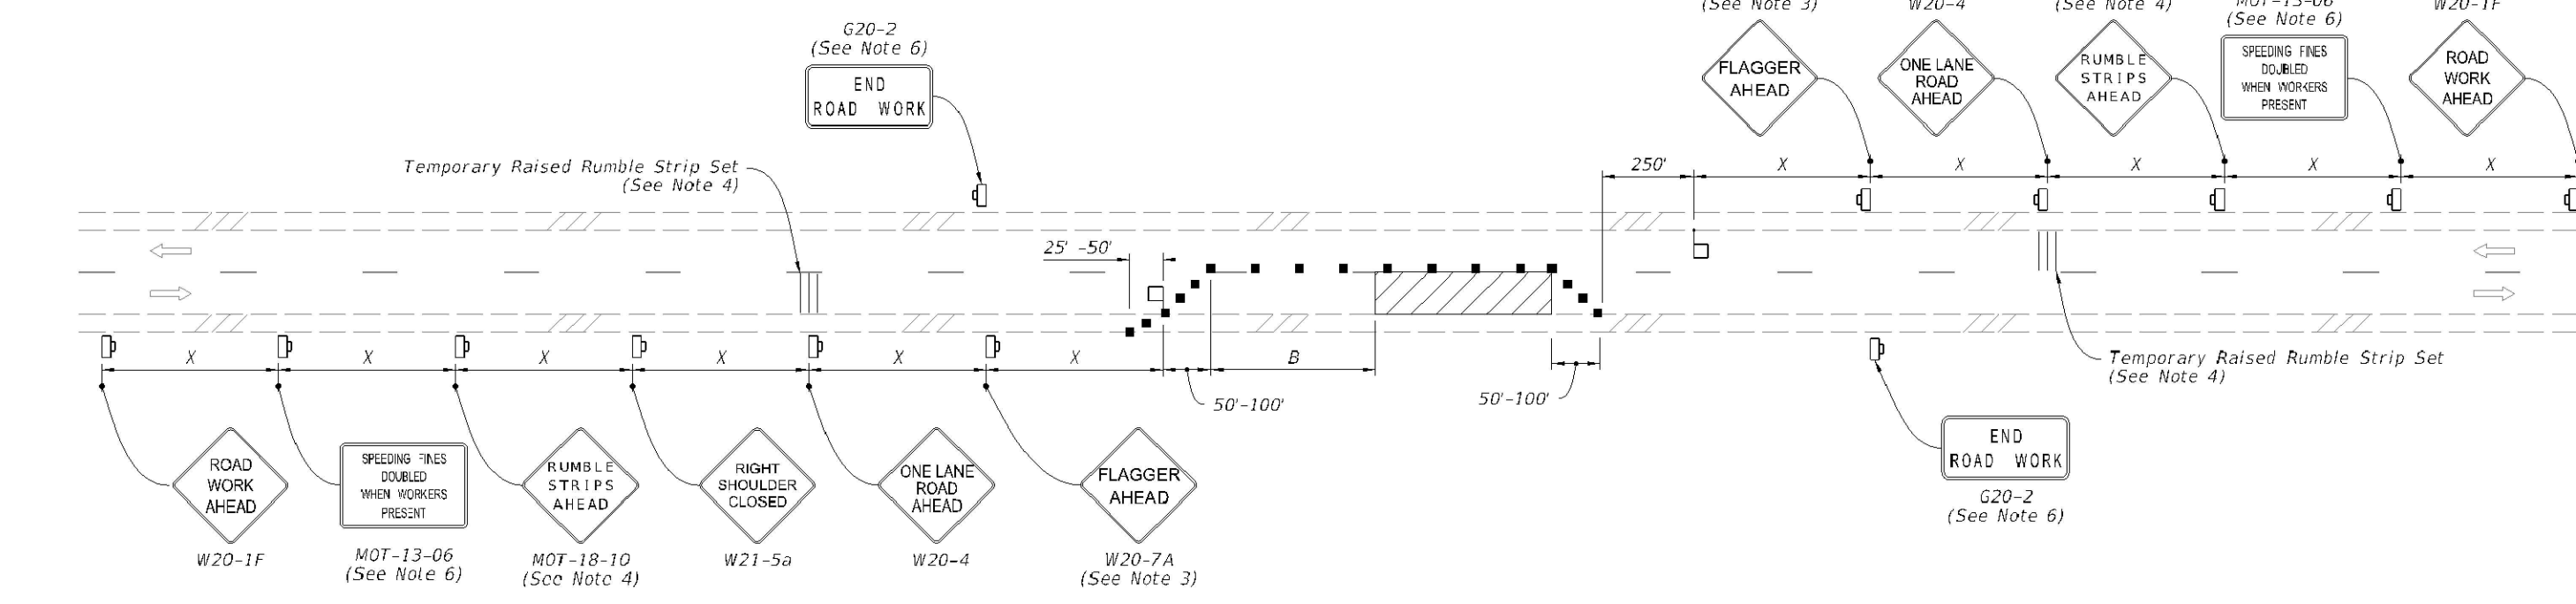 (See Note 3)
W20-4
(See Note 4)
MOT-13-06
(See Note 6)
W20-1F
FLAGGER
AHEAD
ONE LANE
ROAD
AHEAD
RUMBLE
STRIPS
AHEAD
SPEEDING FINES
DOUBLED
WHEN WORKERS
PRESENT
ROAD
WORK
AHEAD
G20-2
(See Note 6)
END
ROAD WORK
Temporary Raised Rumble Strip Set
(See Note 4)
250'
X
X
X
X
X
25' -50'
X
X
X
X
X
X
B
50'-100'
50'-100'
Temporary Raised Rumble Strip Set
(See Note 4)
END
ROAD WORK
G20-2
(See Note 6)
ROAD
WORK
AHEAD
W20-1F
SPEEDING FINES
DOUBLED
WHEN WORKERS
PRESENT
MOT-13-06
(See Note 6)
RUMBLE
STRIPS
AHEAD
MOT-18-10
(See Note 4)
RIGHT
SHOULDER
CLOSED
W21-5a
ONE LANE
ROAD
AHEAD
W20-4
FLAGGER
AHEAD
W20-7A
(See Note 3)